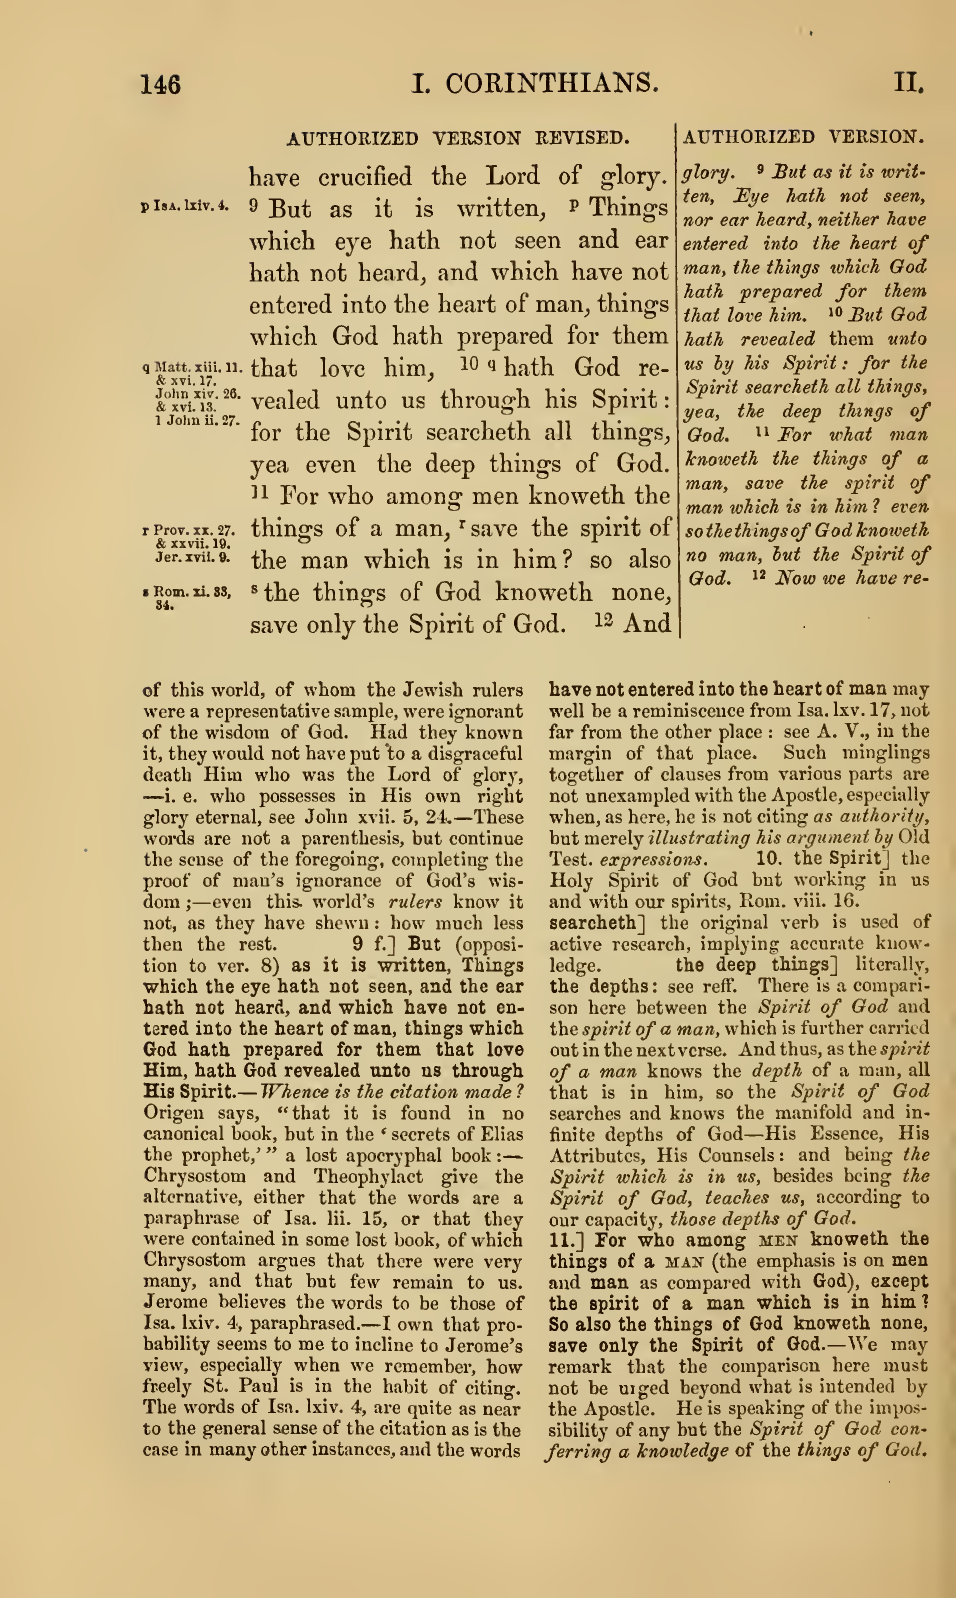 146 I. CORINTHIANS. II.
AUTHORIZED VERSION REVISED.
have crucified the Lord of glory.
p ISA. lxiv. 4. 9 But as it is written, p Things
which eye hath not seen and ear
hath not heard, and which have not
entered into the heart of man, things
which God hath prepared for them
q Matt. xiii. 11. that love him, 10 q hath God re-
& xvi. 17.
John xiv. 26. vealed unto us through his Spirit:
& xvi. 13.
1 John ii. 27.
for the Spirit searcheth all things,
yea even the deep things of God.
11 For who among men knoweth the
r Prov. xx. 27. things of a man, r save the spirit of
& xxvii. 19.
Jer. xvii. 9. the man which is in him? so also
s Rom. xi. 33, s the things of God knoweth none,
34.
save only the Spirit of God. 12 And
AUTHORIZED VERSION.
glory. 9 But as it is writ-
ten, Eye hath not seen,
nor ear heard, neither have
entered into the heart of
man, the things which God
hath prepared for them
that love him. 10 But God
hath revealed them unto
us by his Spirit: for the
Spirit searcheth all things,
yea, the deep things of
God. 11 For what man
knoweth the things of a
man, save the spirit of
man which is in him? even
so the things of God knoweth
no man, but the Spirit of
God. 12 Now we have re-
of this world, of whom the Jewish rulers
were a representative sample, were ignorant
of the wisdom of God. Had they known
it, they would not have put to a disgraceful
death Him who was the Lord of glory,
—i. e. who possesses in His own right
glory eternal, see John xvii. 5, 24.—These
words are not a parenthesis, but continue
the sense of the foregoing, completing the
proof of man's ignorance of God's wis-
dom;—even this world's rulers know it
not, as they have shewn: how much less
then the rest. 9 f.] But (opposi-
tion to ver. 8) as it is written, Things
which the eye hath not seen, and the ear
hath not heard, and which have not en-
tered into the heart of man, things which
God hath prepared for them that love
Him, hath God revealed unto us through
His Spirit.—Whence is the citation made?
Origen says, "that it is found in no
canonical book, but in the 'secrets of Elias
the prophet,'" a lost apocryphal book:—
Chrysostom and Theophylact give the
alternative, either that the words are a
paraphrase of Isa. lii. 15, or that they
were contained in some lost book, of which
Chrysostom argues that there were very
many, and that but few remain to us.
Jerome believes the words to be those of
Isa. lxiv. 4, paraphrased.—I own that pro-
bability seems to me to incline to Jerome's
view, especially when we remember, how
freely St. Paul is in the habit of citing.
The words of Isa. lxiv. 4, are quite as near
to the general sense of the citation as is the
case in many other instances, and the words
have not entered into the heart of man may
well be a reminiscence from Isa. lxv. 17, not
far from the other place: see A. V., in the
margin of that place. Such minglings
together of clauses from various parts are
not unexampled with the Apostle, especially
when, as here, he is not citing as authority,
but merely illustrating his argument by Old
Test. expressions. 10. the Spirit] the
Holy Spirit of God but working in us
and with our spirits, Rom. viii. 16.
searcheth] the original verb is used of
active research, implying accurate know-
ledge. the deep things] literally,
the depths: see reff. There is a compari-
son here between the Spirit of God and
the spirit of a man, which is further carried
out in the next verse. And thus, as the spirit
of a man knows the depth of a man, all
that is in him, so the Spirit of God
searches and knows the manifold and in-
finite depths of God—His Essence, His
Attributes, His Counsels: and being the
Spirit which is in us, besides being the
Spirit of God, teaches us, according to
our capacity, those depths of God.
11.] For who among MEN knoweth the
things of a MAN (the emphasis is on men
and man as compared with God), except
the spirit of a man which is in him?
So also the things of God knoweth none,
save only the Spirit of God.—We may
remark that the comparison here must
not be urged beyond what is intended by
the Apostle. He is speaking of the impos-
sibility of any but the Spirit of God con-
ferring a knowledge of the things of God.